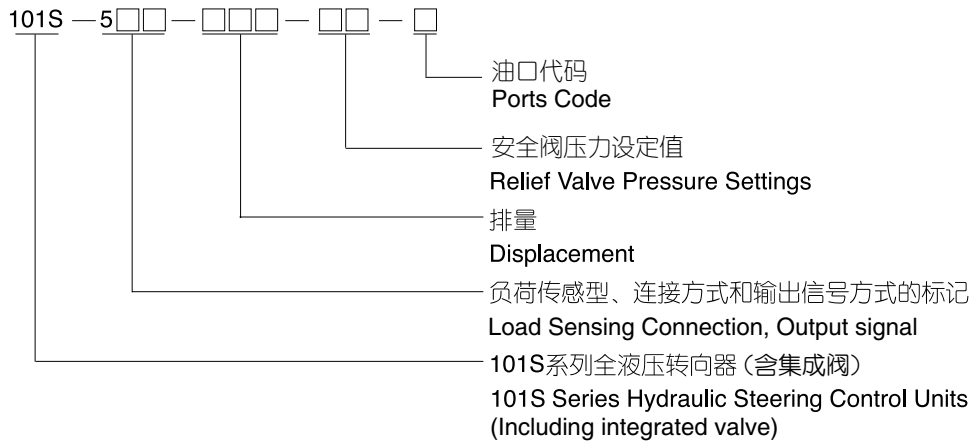 101S — 5□□ — □□□ — □□ — □
油口代码
Ports Code
安全阀压力设定值
Relief Valve Pressure Settings
排量
Displacement
负荷传感型、连接方式和输出信号方式的标记
Load Sensing Connection, Output signal
101S系列全液压转向器（含集成阀）
101S Series Hydraulic Steering Control Units
(Including integrated valve)